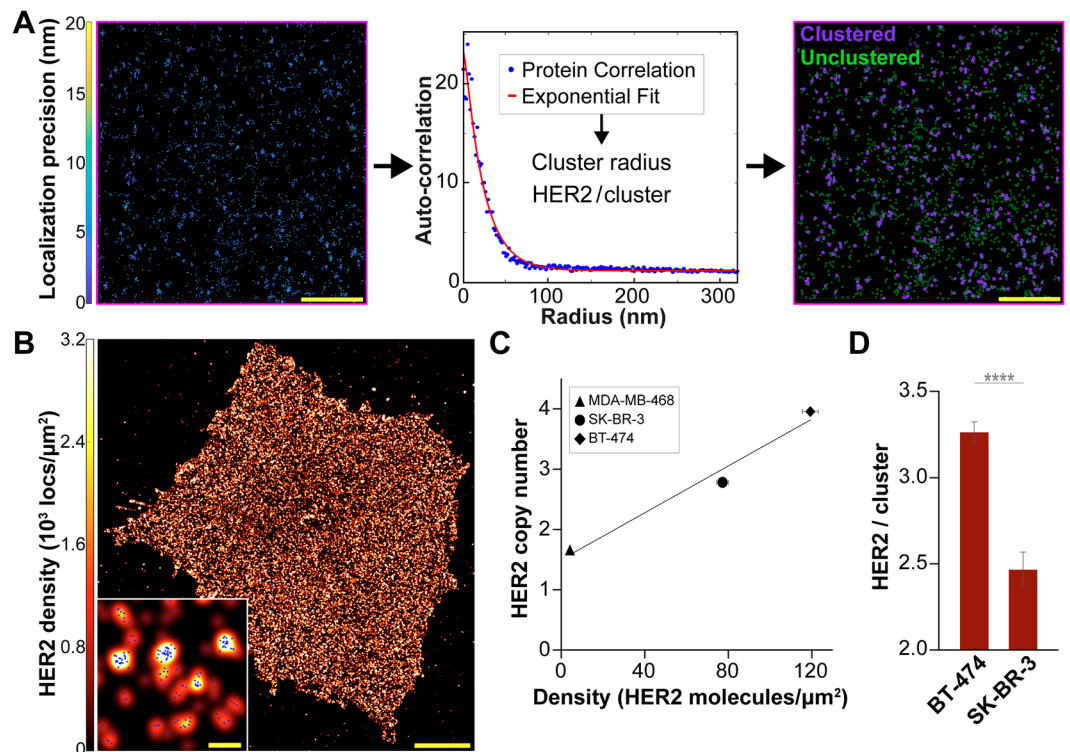 A
Localization precision (nm)
20
15
10
5
0
Auto-correlation
20
10
0
Protein Correlation
Exponential Fit
Cluster radius
HER2/cluster
0
100
200
300
Radius (nm)
Clustered
Unclustered
B
HER2 density (10³ locs/µm²)
3.2
2.4
1.6
0.8
0
C
HER2 copy number
4
3
2
1
0
MDA-MB-468
SK-BR-3
BT-474
0
40
80
120
Density (HER2 molecules/µm²)
D
HER2 / cluster
3.5
3.0
2.5
2.0
****
BT-474
SK-BR-3